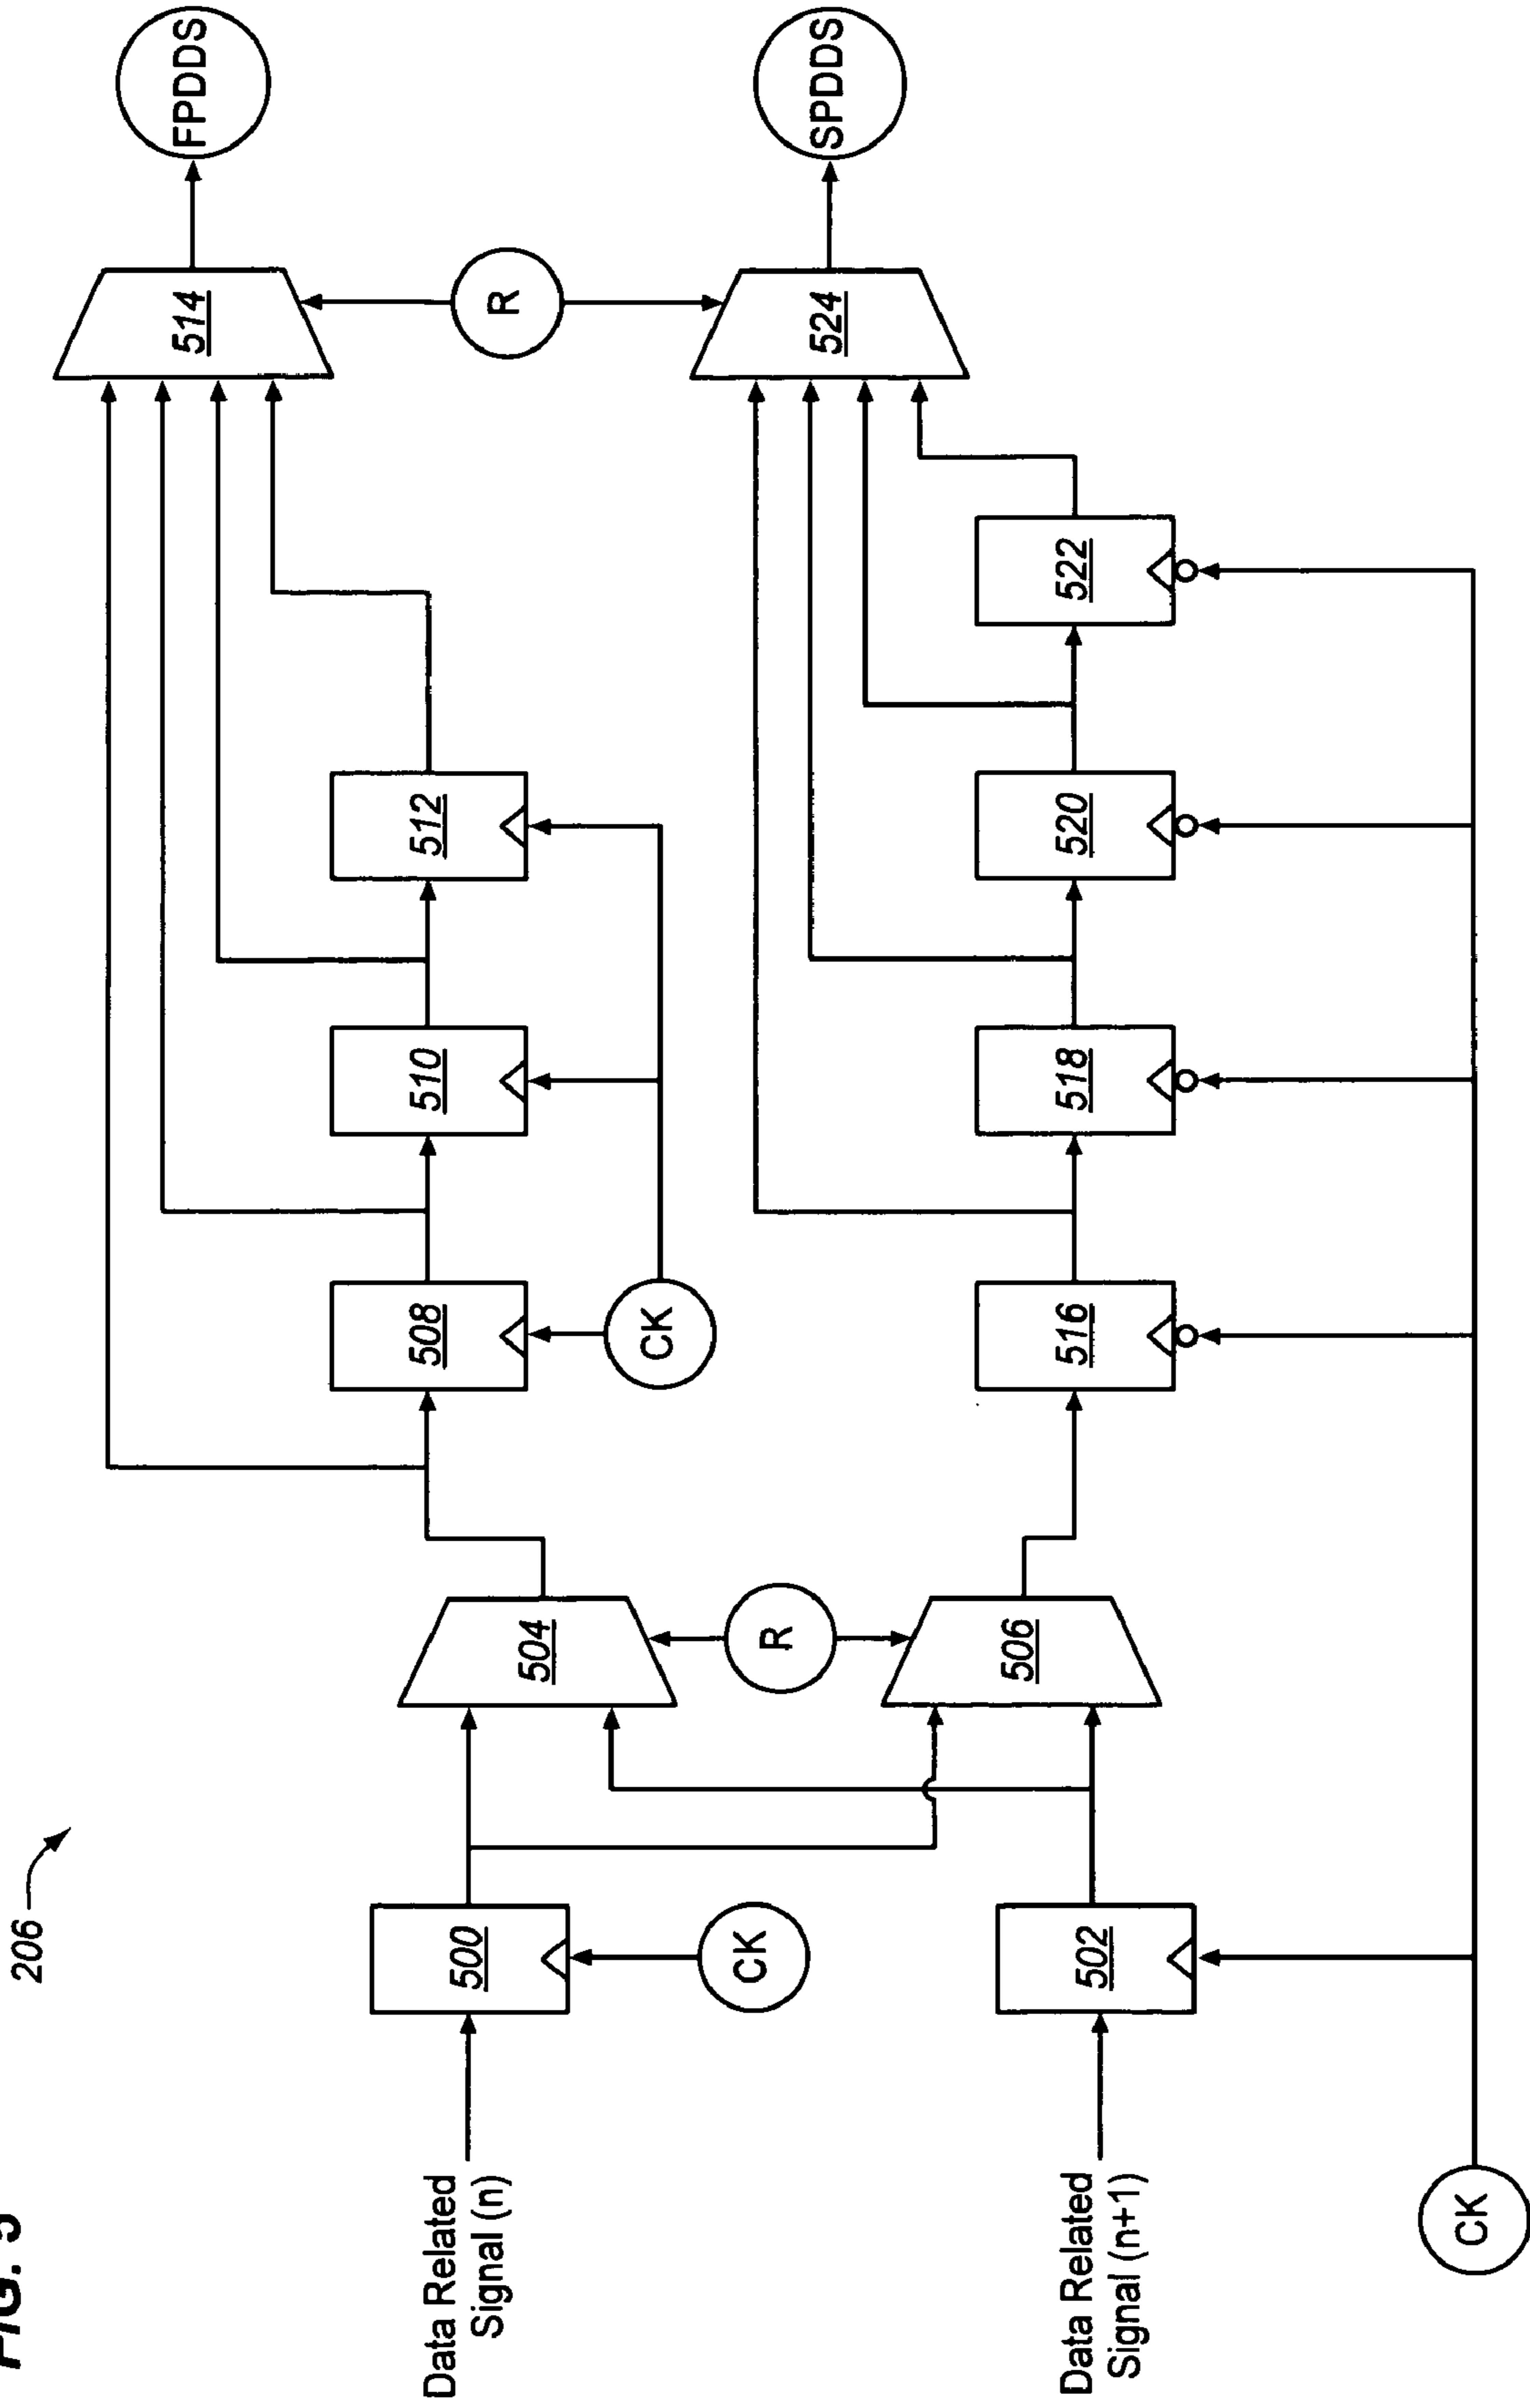 FIG. 5
206
Data Related
Signal (n)
500
CK
504
R
508
CK
510
512
514
FPDDS
R
Data Related
Signal (n+1)
502
506
516
518
520
522
524
SPDDS
CK